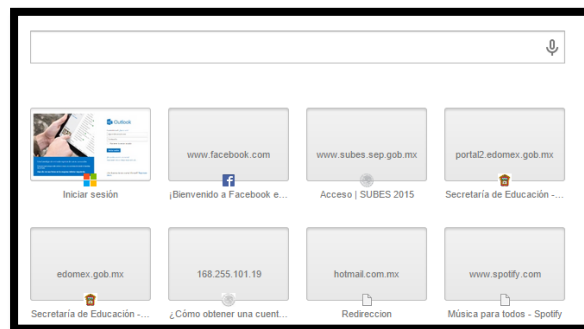 Outlook
www.facebook.com
www.subes.sep.gob.mx
portal2.edomex.gob.mx
Iniciar sesión
¡Bienvenido a Facebook e...
Acceso | SUBES 2015
Secretaría de Educación -...
edomex.gob.mx
168.255.101.19
hotmail.com.mx
www.spotify.com
Secretaría de Educación -...
¿Cómo obtener una cuent...
Redireccion
Música para todos - Spotify